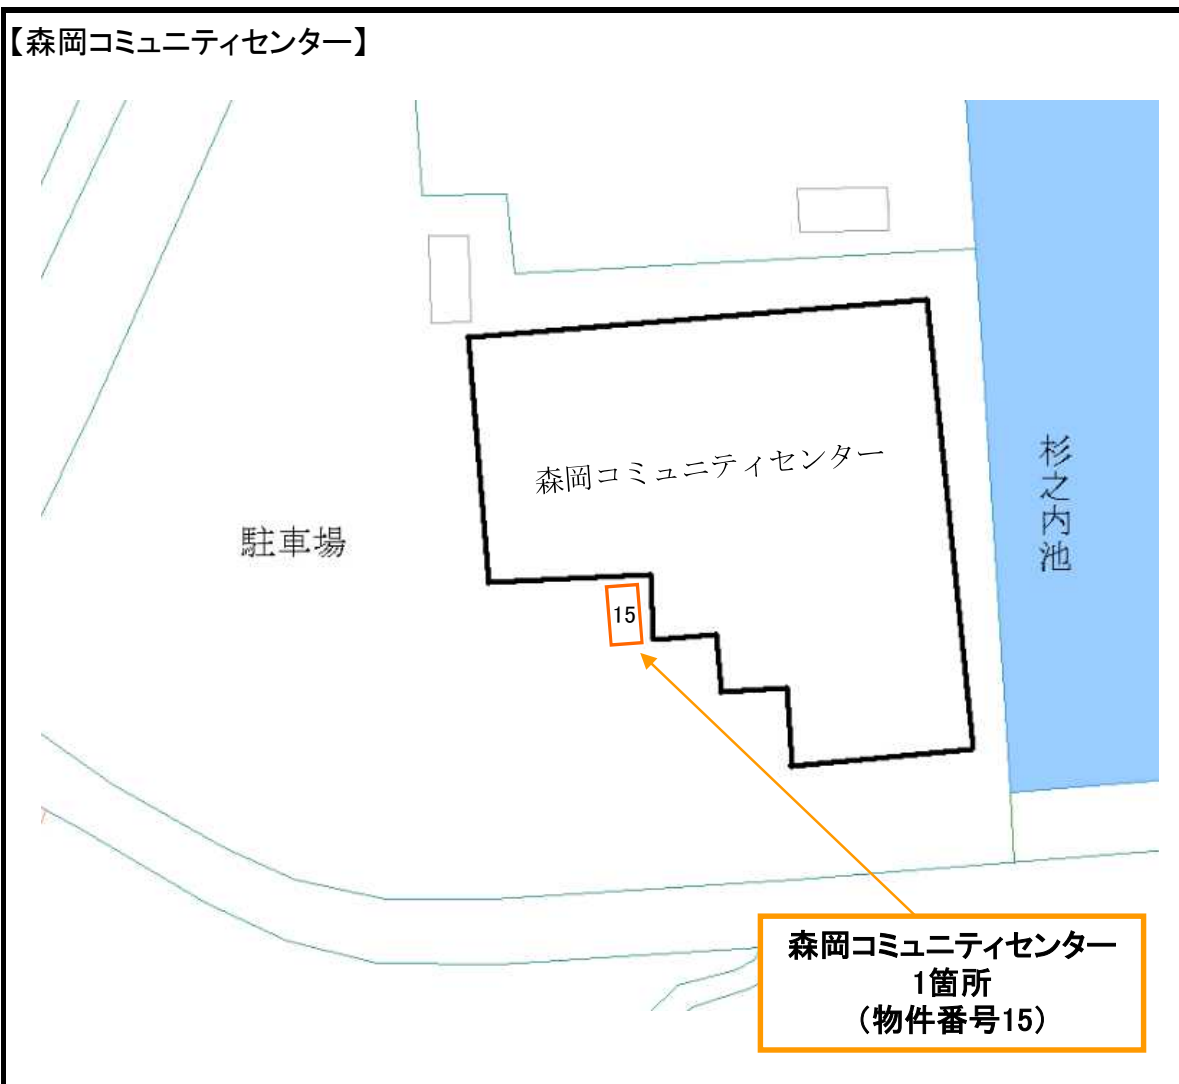 【森岡コミュニティセンター】
森岡コミュニティセンター
杉之内池
駐車場
15
森岡コミュニティセンター
1箇所
（物件番号15）